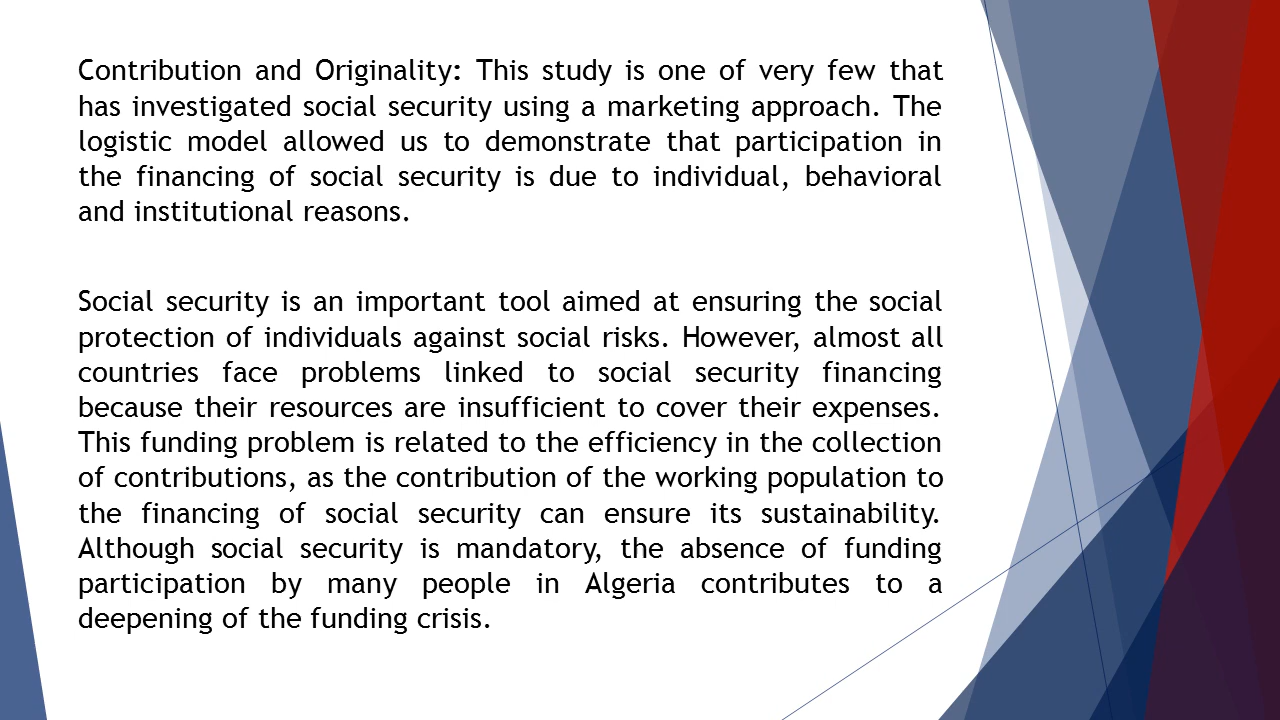 Contribution and Originality: This study is one of very few that
has investigated social security using a marketing approach. The
logistic model allowed us to demonstrate that participation in
the financing of social security is due to individual, behavioral
and institutional reasons.
Social security is an important tool aimed at ensuring the social
protection of individuals against social risks. However, almost all
countries face problems linked to social security financing
because their resources are insufficient to cover their expenses.
This funding problem is related to the efficiency in the collection
of contributions, as the contribution of the working population to
the financing of social security can ensure its sustainability.
Although social security is mandatory, the absence of funding
participation by many people in Algeria contributes to a
deepening of the funding crisis.